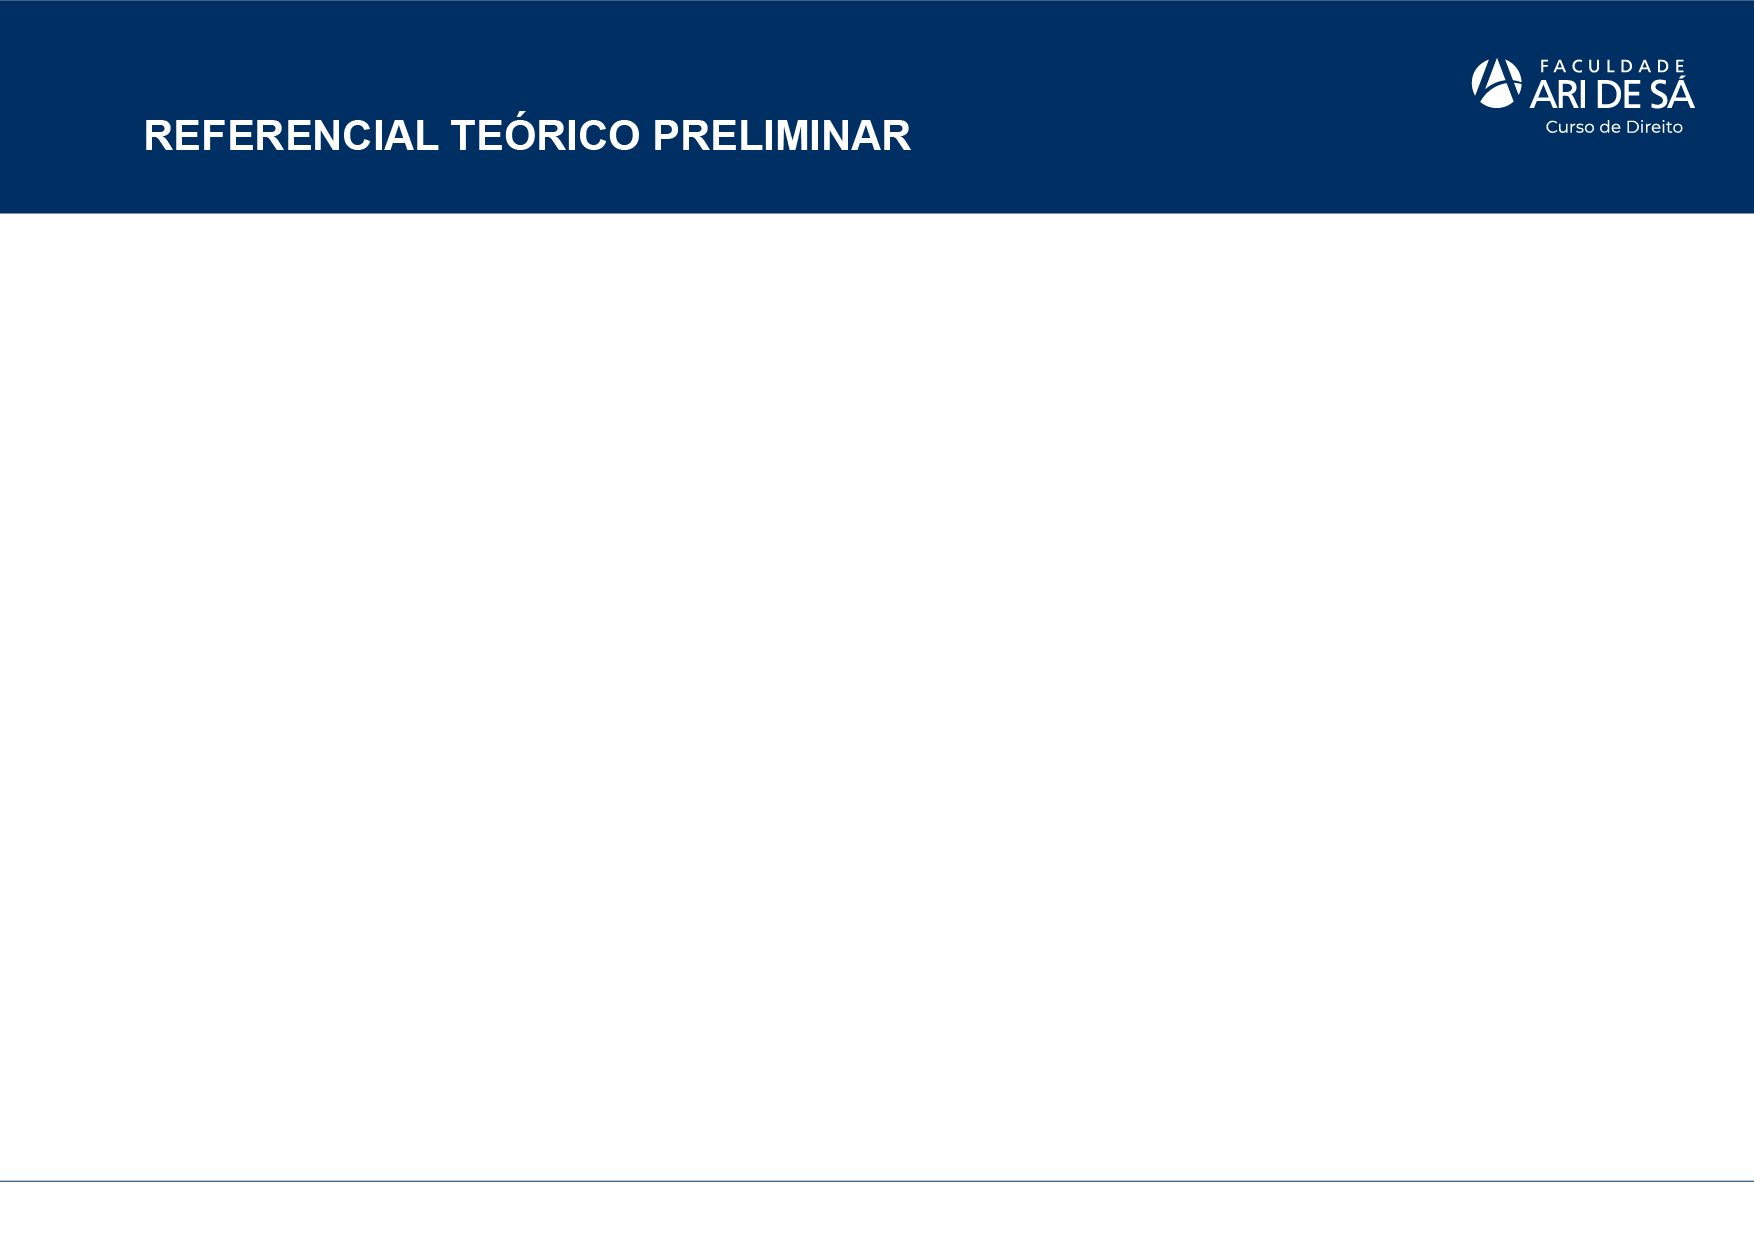 REFERENCIAL TEÓRICO PRELIMINAR
FACULDADE
ARI DE SÁ
Curso de Direito